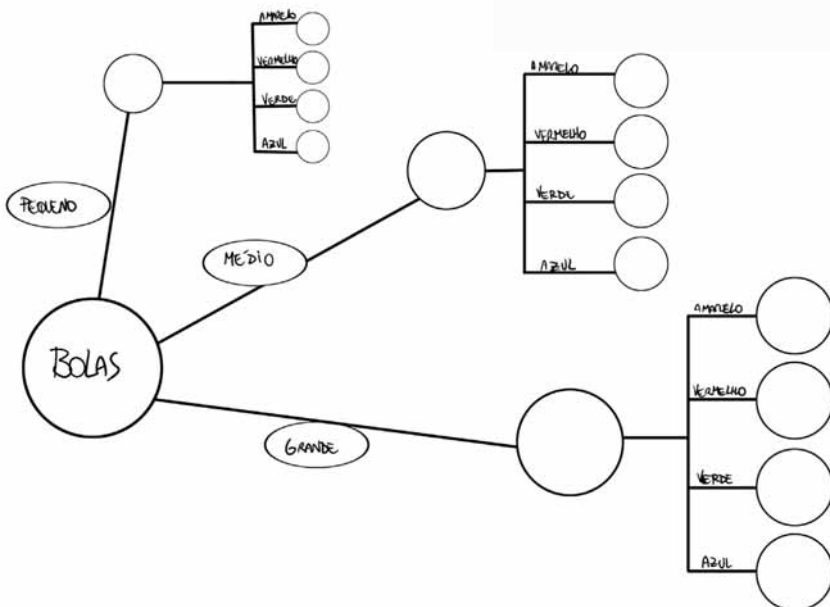 AMARELO
VERMELHO
VERDE
AZUL
PEQUENO
AMARELO
VERMELHO
VERDE
AZUL
MÉDIO
BOLAS
AMARELO
VERMELHO
VERDE
AZUL
GRANDE